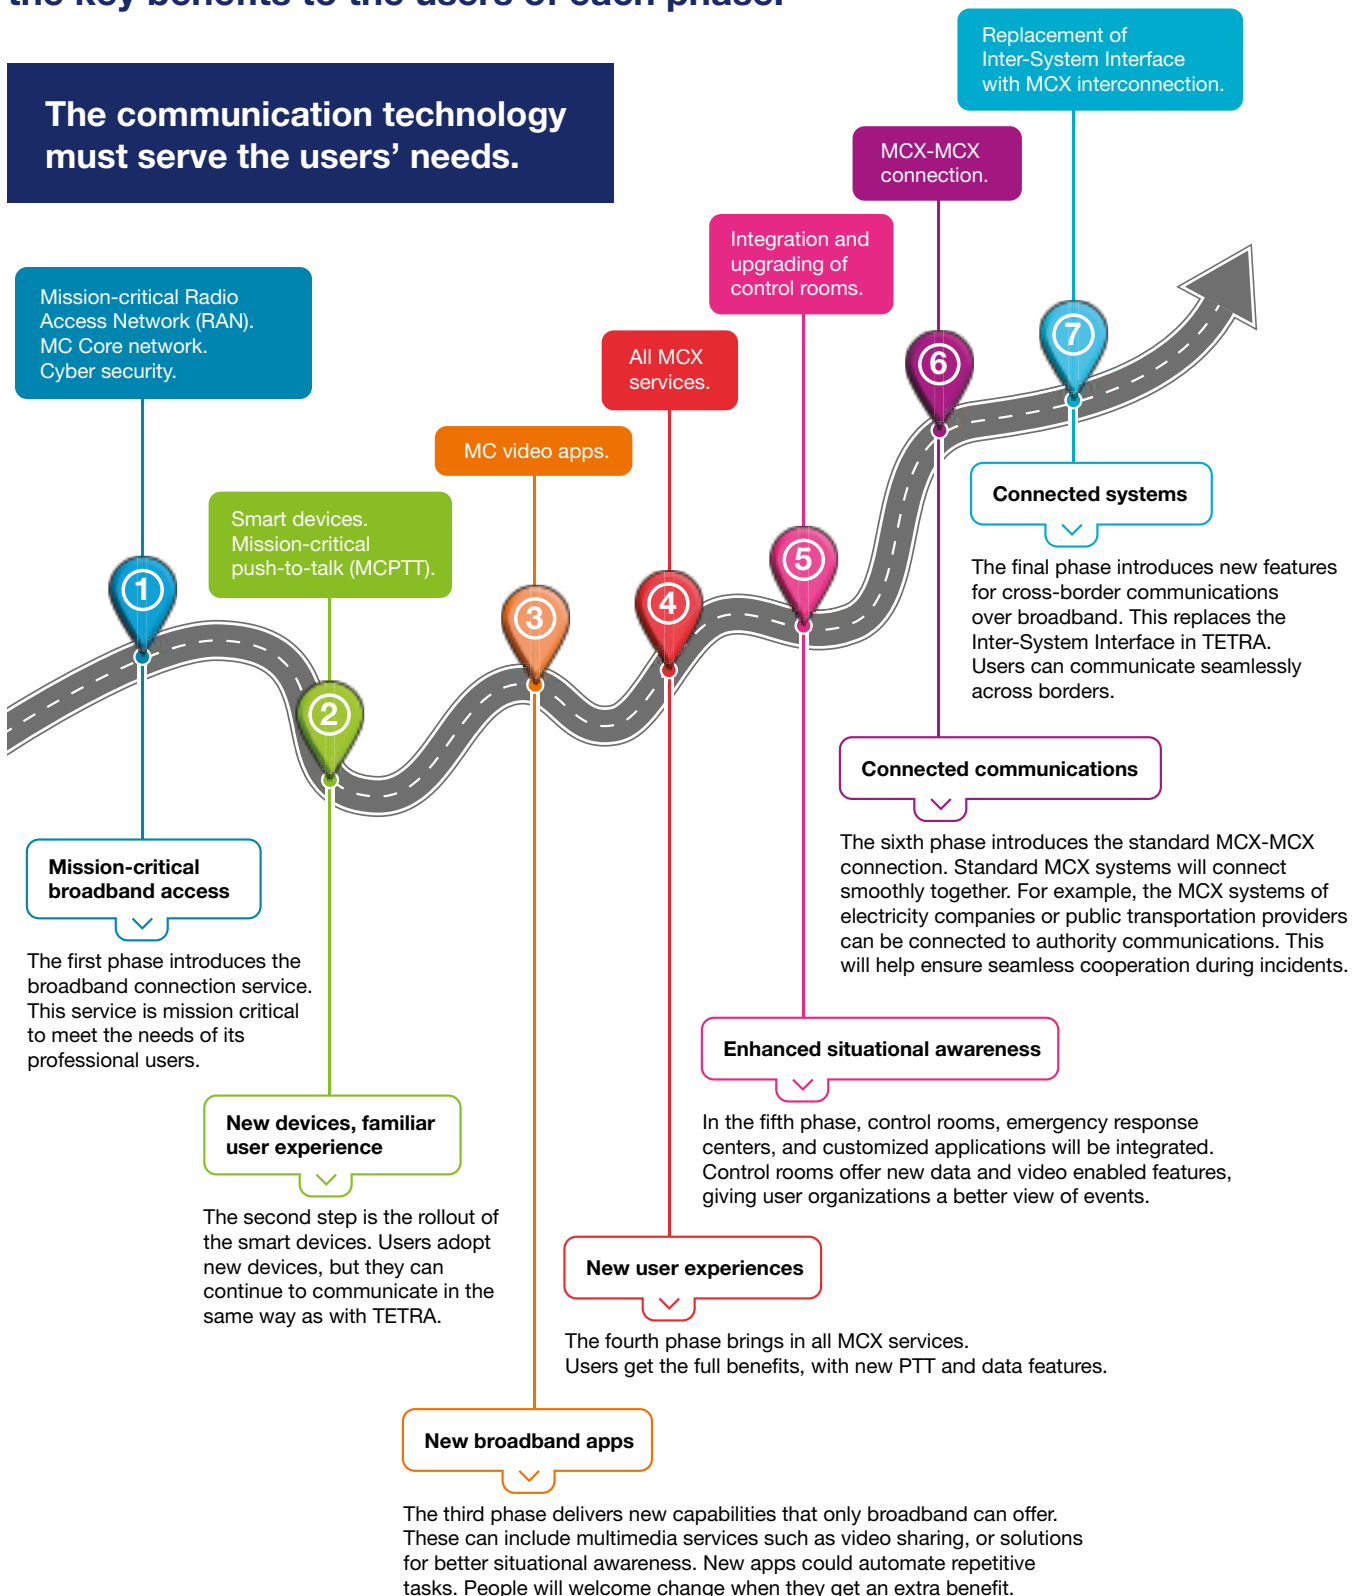 the key benefits to the users of each phase.
The communication technology
must serve the users’ needs.
Replacement of
Inter-System Interface
with MCX interconnection.
MCX-MCX
connection.
Integration and
upgrading of
control rooms.
Mission-critical Radio
Access Network (RAN).
MC Core network.
Cyber security.
All MCX
services.
MC video apps.
Smart devices.
Mission-critical
push-to-talk (MCPTT).
1
2
3
4
5
6
7
Connected systems
The final phase introduces new features
for cross-border communications
over broadband. This replaces the
Inter-System Interface in TETRA.
Users can communicate seamlessly
across borders.
Connected communications
The sixth phase introduces the standard MCX-MCX
connection. Standard MCX systems will connect
smoothly together. For example, the MCX systems of
electricity companies or public transportation providers
can be connected to authority communications. This
will help ensure seamless cooperation during incidents.
Mission-critical
broadband access
The first phase introduces the
broadband connection service.
This service is mission critical
to meet the needs of its
professional users.
Enhanced situational awareness
In the fifth phase, control rooms, emergency response
centers, and customized applications will be integrated.
Control rooms offer new data and video enabled features,
giving user organizations a better view of events.
New devices, familiar
user experience
The second step is the rollout of
the smart devices. Users adopt
new devices, but they can
continue to communicate in the
same way as with TETRA.
New user experiences
The fourth phase brings in all MCX services.
Users get the full benefits, with new PTT and data features.
New broadband apps
The third phase delivers new capabilities that only broadband can offer.
These can include multimedia services such as video sharing, or solutions
for better situational awareness. New apps could automate repetitive
tasks. People will welcome change when they get an extra benefit.